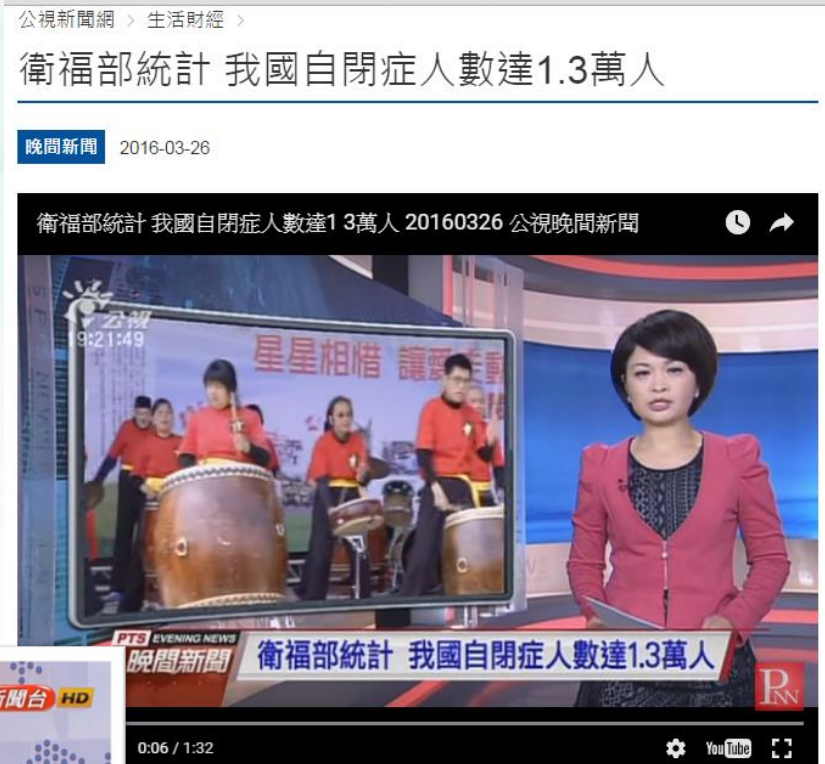 公視新聞網 > 生活財經 >
衛福部統計 我國自閉症人數達1.3萬人
晚間新聞 2016-03-26
衛福部統計 我國自閉症人數達1 3萬人 20160326 公視晚間新聞
公視
19:21:49
星星相惜 讓愛走動
PTS EVENING NEWS
晚間新聞 衛福部統計 我國自閉症人數達1.3萬人
PNN
聞台 HD
0:06 / 1:32
YouTube